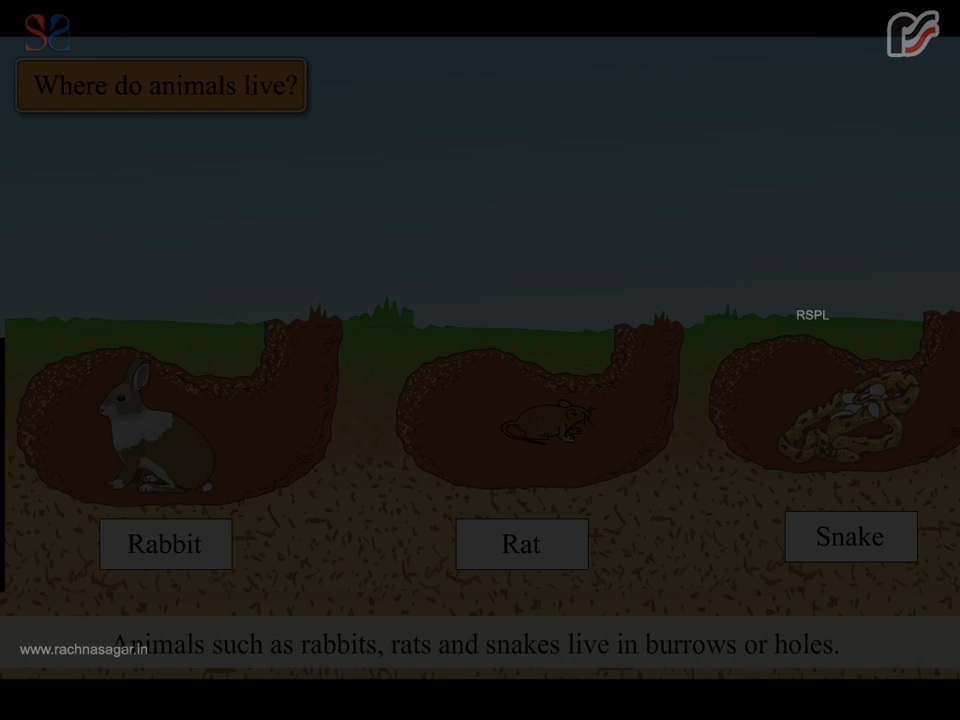 Where do animals live?
RSPL
Rabbit
Rat
Snake
Animals such as rabbits, rats and snakes live in burrows or holes.
www.rachnasagar.in